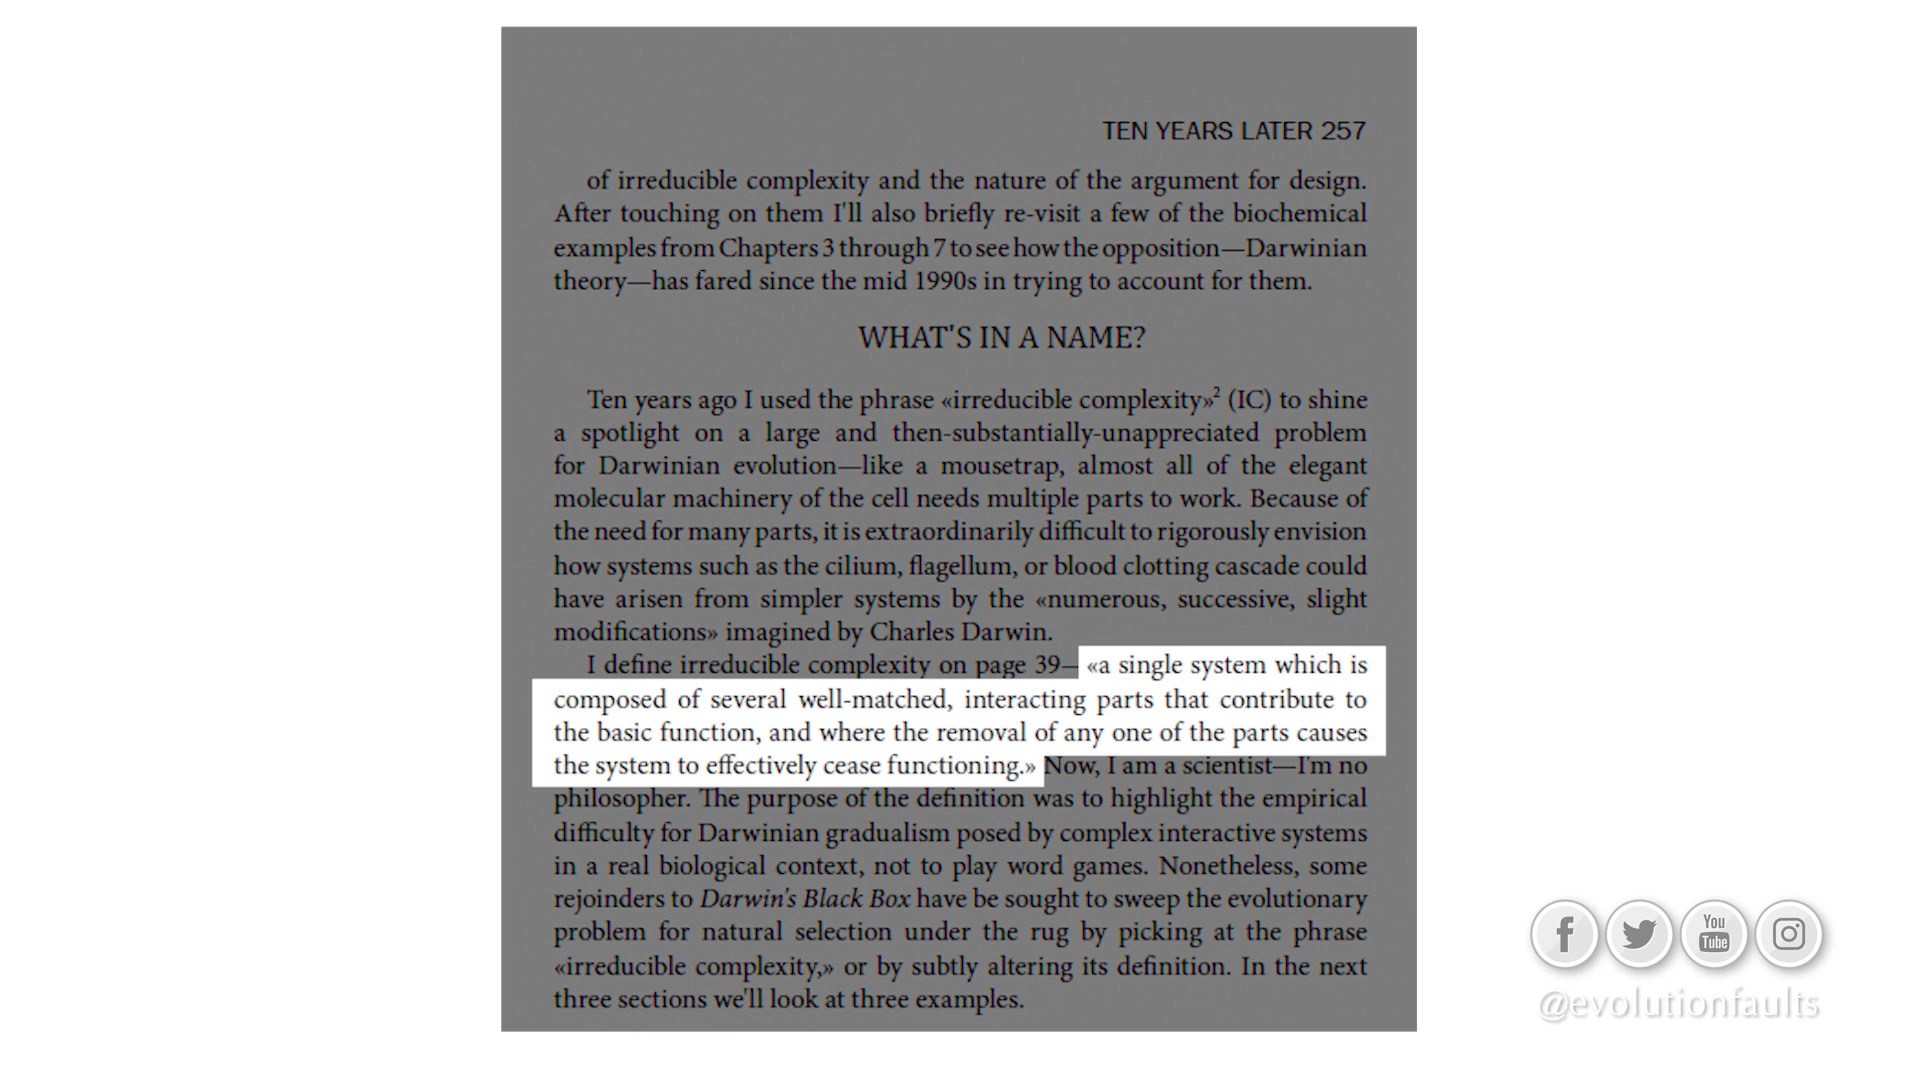 TEN YEARS LATER 257
of irreducible complexity and the nature of the argument for design.
After touching on them I'll also briefly re-visit a few of the biochemical
examples from Chapters 3 through 7 to see how the opposition—Darwinian
theory—has fared since the mid 1990s in trying to account for them.
WHAT'S IN A NAME?
Ten years ago I used the phrase «irreducible complexity»² (IC) to shine
a spotlight on a large and then-substantially-unappreciated problem
for Darwinian evolution—like a mousetrap, almost all of the elegant
molecular machinery of the cell needs multiple parts to work. Because of
the need for many parts, it is extraordinarily difficult to rigorously envision
how systems such as the cilium, flagellum, or blood clotting cascade could
have arisen from simpler systems by the «numerous, successive, slight
modifications» imagined by Charles Darwin.
I define irreducible complexity on page 39—«a single system which is
composed of several well-matched, interacting parts that contribute to
the basic function, and where the removal of any one of the parts causes
the system to effectively cease functioning.» Now, I am a scientist—I'm no
philosopher. The purpose of the definition was to highlight the empirical
difficulty for Darwinian gradualism posed by complex interactive systems
in a real biological context, not to play word games. Nonetheless, some
rejoinders to Darwin's Black Box have be sought to sweep the evolutionary
problem for natural selection under the rug by picking at the phrase
«irreducible complexity,» or by subtly altering its definition. In the next
three sections we'll look at three examples.
You
Tube
@evolutionfaults